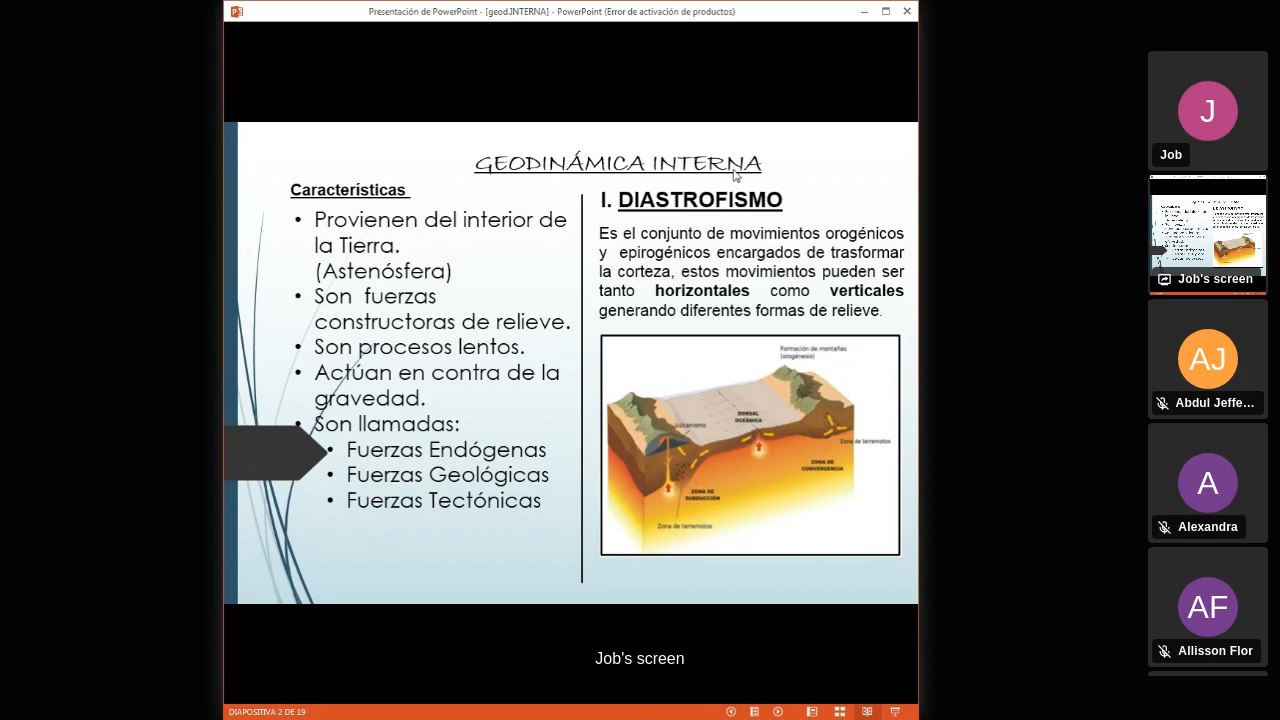 Presentación de PowerPoint - [geod.INTERNA] - PowerPoint (Error de activación de productos)
GEODINÁMICA INTERNA
Características
• Provienen del interior de
la Tierra.
(Astenósfera)
• Son fuerzas
constructoras de relieve.
• Son procesos lentos.
• Actúan en contra de la
gravedad.
• Son llamadas:
• Fuerzas Endógenas
• Fuerzas Geológicas
• Fuerzas Tectónicas
I. DIASTROFISMO
Es el conjunto de movimientos orogénicos
y epirogénicos encargados de trasformar
la corteza, estos movimientos pueden ser
tanto horizontales como verticales
generando diferentes formas de relieve.
Formación de montañas
(orogénesis)
DORSAL
OCEÁNICA
Vulcanismo
Zona de terremotos
ZONA DE
CONVERGENCIA
ZONA DE
SUBDUCCIÓN
Zona de terremotos
Job's screen
DIAPOSITIVA 2 DE 19
J
Job
Job's screen
AJ
Abdul Jeffe...
A
Alexandra
AF
Allisson Flor